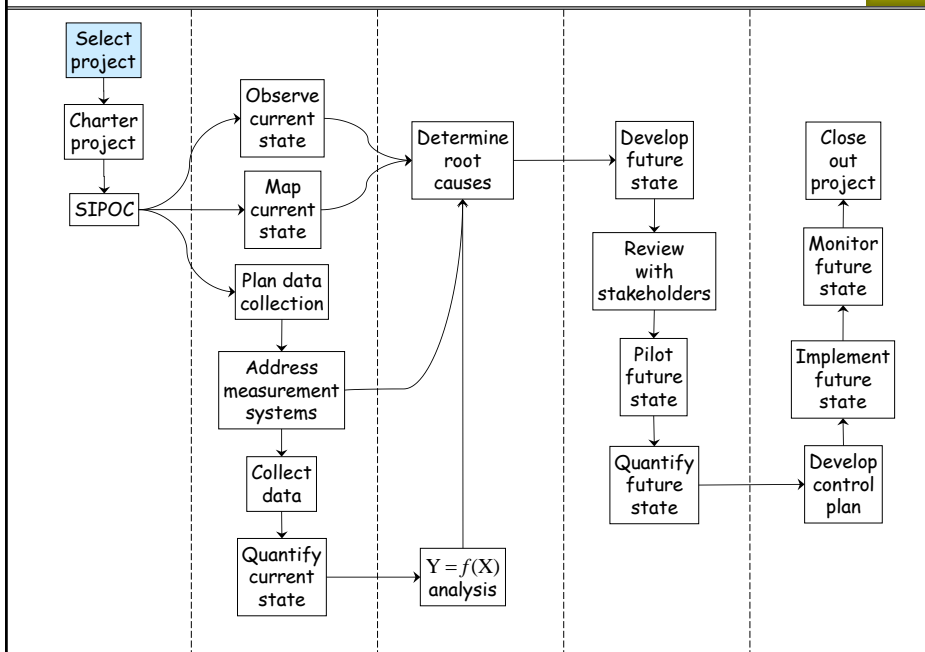 Select
project
Charter
project
SIPOC
Observe
current
state
Map
current
state
Plan data
collection
Address
measurement
systems
Collect
data
Quantify
current
state
Determine
root
causes
Y = f(X)
analysis
Develop
future
state
Review
with
stakeholders
Pilot
future
state
Quantify
future
state
Close
out
project
Monitor
future
state
Implement
future
state
Develop
control
plan